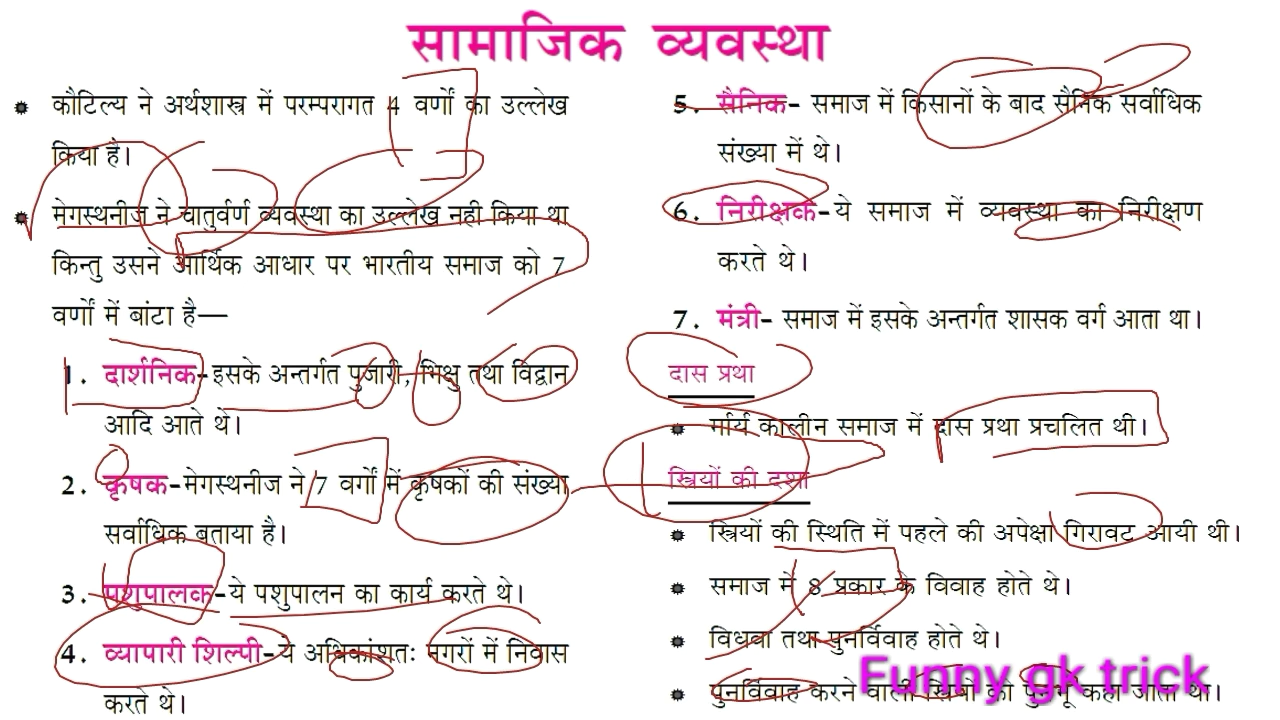 सामाजिक व्यवस्था
कौटिल्य ने अर्थशास्त्र में परम्परागत 4 वर्णों का उल्लेख
किया है।
मेगस्थनीज ने चातुर्वर्ण व्यवस्था का उल्लेख नही किया था
किन्तु उसने आर्थिक आधार पर भारतीय समाज को 7
वर्णों में बांटा है—
1. दार्शनिक-इसके अन्तर्गत पुजारी, भिक्षु तथा विद्वान
आदि आते थे।
2. कृषक-मेगस्थनीज ने 7 वर्गों में कृषकों की संख्या
सर्वाधिक बताया है।
3. पशुपालक-ये पशुपालन का कार्य करते थे।
4. व्यापारी शिल्पी-ये अधिकांशतः नगरों में निवास
करते थे।
5. सैनिक- समाज में किसानों के बाद सैनिक सर्वाधिक
संख्या में थे।
6. निरीक्षक-ये समाज में व्यवस्था का निरीक्षण
करते थे।
7. मंत्री- समाज में इसके अन्तर्गत शासक वर्ग आता था।
दास प्रथा
र्मार्य कालीन समाज में दास प्रथा प्रचलित थी।
स्त्रियों की दशा
स्त्रियों की स्थिति में पहले की अपेक्षा गिरावट आयी थी।
समाज में 8 प्रकार के विवाह होते थे।
विधवा तथा पुनर्विवाह होते थे।
पुनर्विवाह करने वाली स्त्रियों को पुनर्भू कहा जाता था।
Funny gk trick